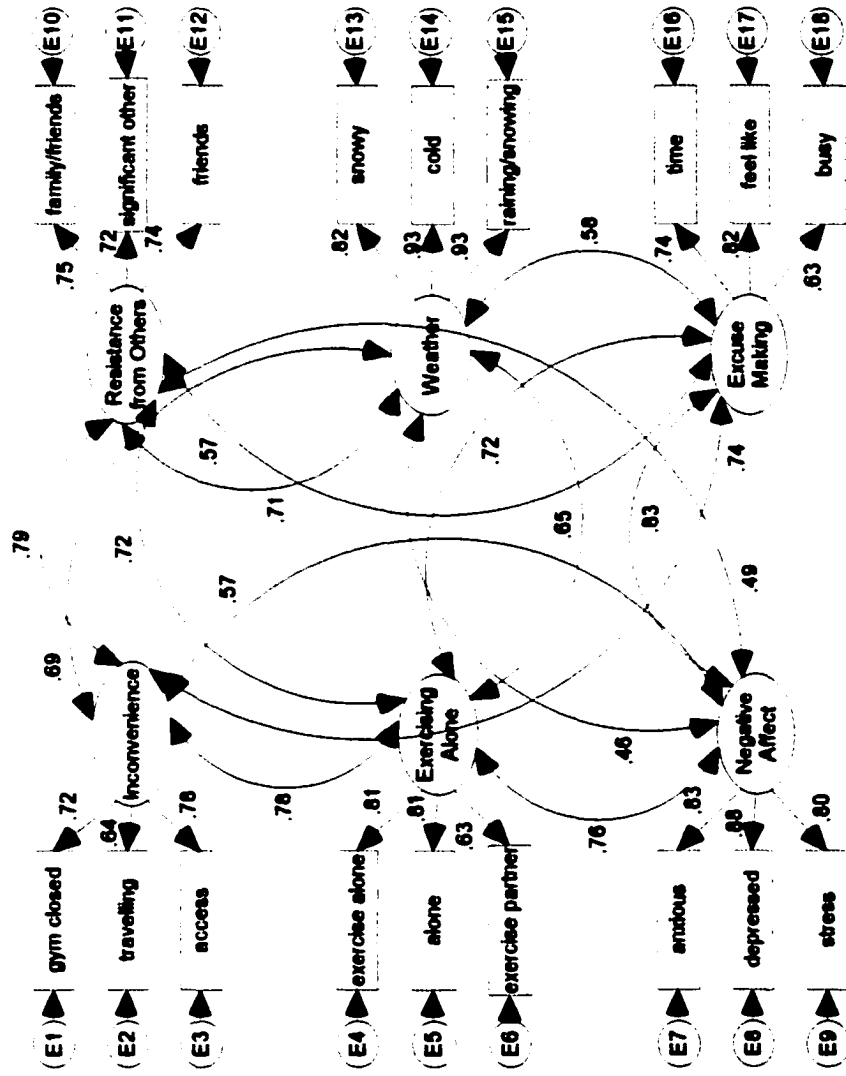 (E1)
gym closed
.72
(E2)
travelling
.64
(E3)
access
.78
Inconvenience
.69
.79
(E4)
exercise alone
.81
(E5)
alone
.81
(E6)
exercise partner
.63
Exercising
Alone
.78
(E7)
anxious
.83
(E8)
depressed
.88
(E9)
stress
.80
Negative
Affect
.76
.46
.72
.57
.57
.71
.65
.72
.83
.49
.74
.58
Resistance
from Others
.75
family/friends
(E10)
.72
significant other
(E11)
.74
friends
(E12)
Weather
.82
snowy
(E13)
.93
cold
(E14)
.93
raining/snowing
(E15)
Excuse
Making
.74
time
(E16)
.82
feel like
(E17)
.63
busy
(E18)